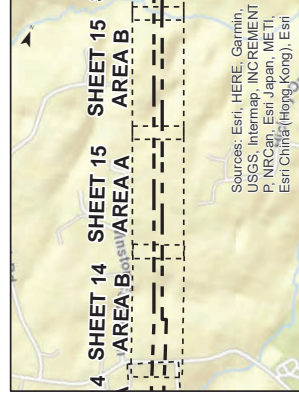 4 SHEET 14
AREA B
SHEET 15
AREA A
SHEET 15
AREA B
Sources: Esri, HERE, Garmin,
USGS, Intermap, INCREMENT
P, NRCan, Esri Japan, METI,
Esri China (Hong Kong), Esri